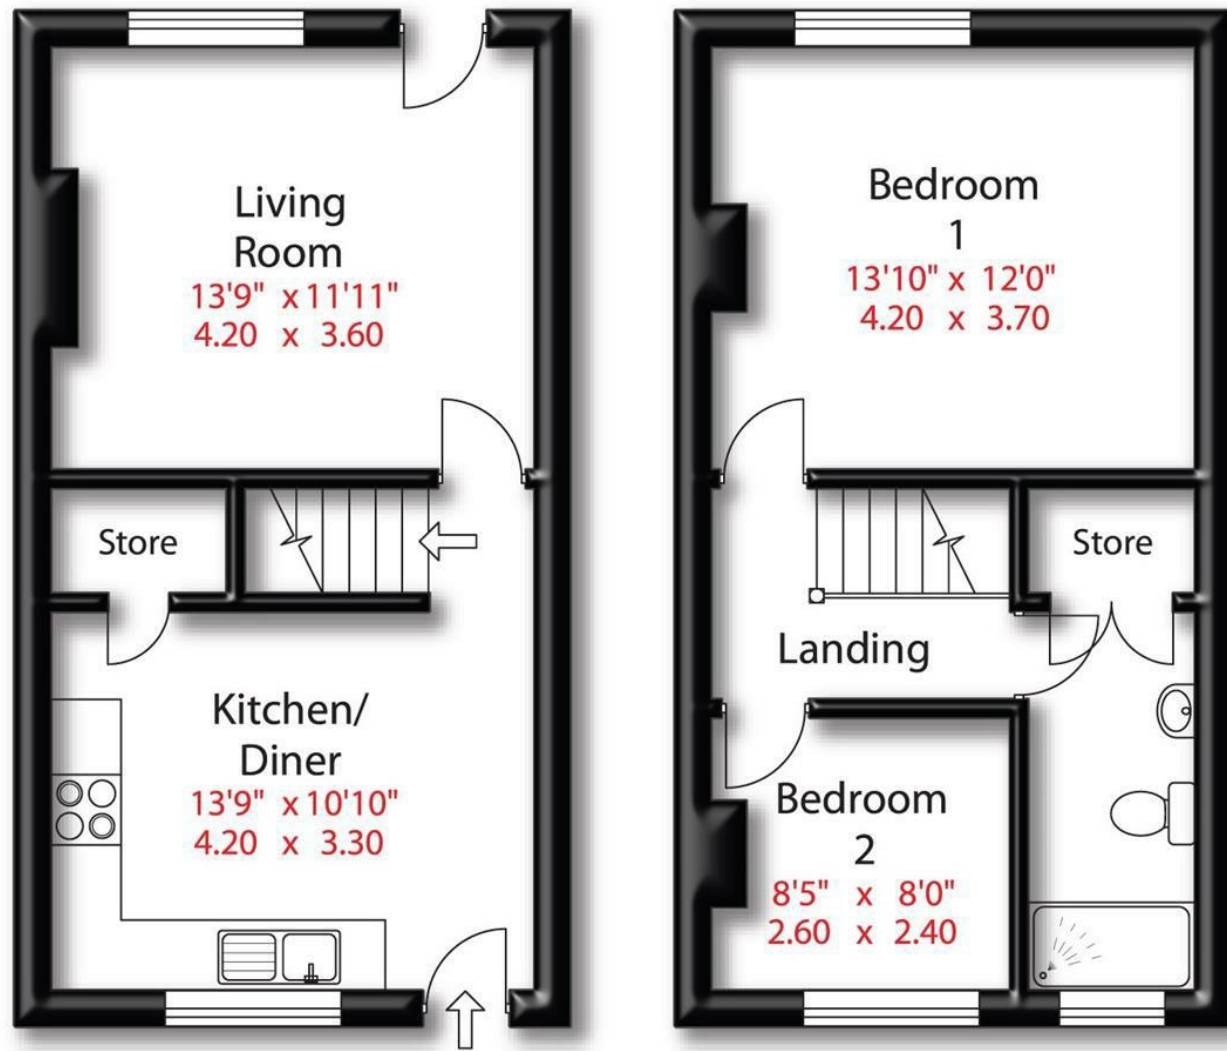 Living
Room
13'9" x 11'11"
4.20 x 3.60
Store
Kitchen/
Diner
13'9" x 10'10"
4.20 x 3.30
Bedroom
1
13'10" x 12'0"
4.20 x 3.70
Store
Landing
Bedroom
2
8'5" x 8'0"
2.60 x 2.40